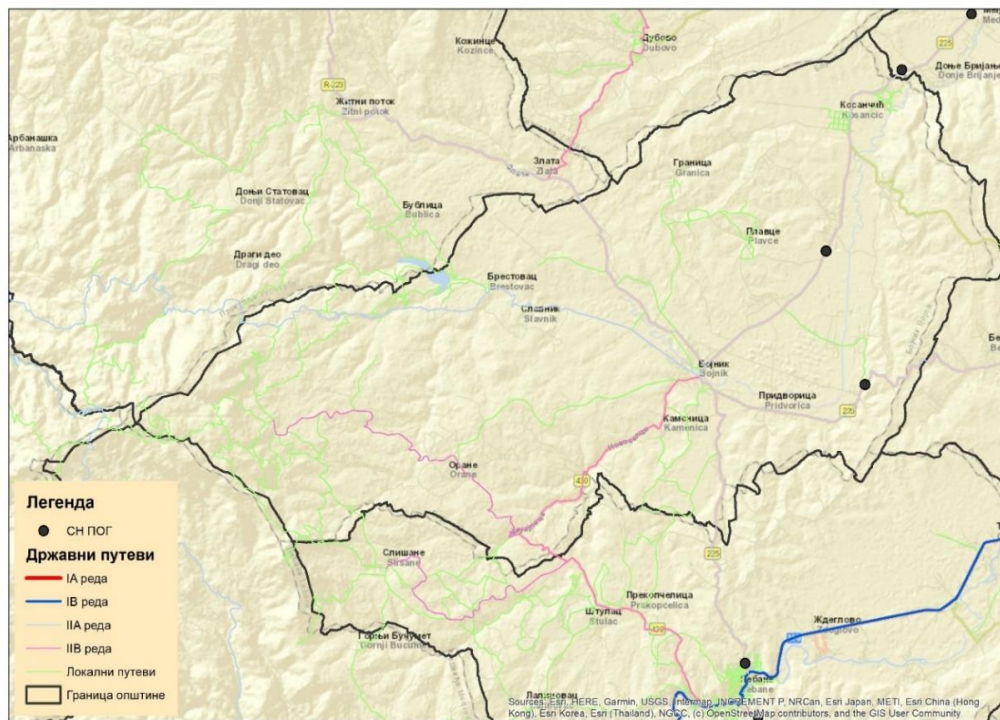 Кожинце
Kozince
Дубово
Dubovo
225
Доње Бријање
Donje Brijanje
R-223
Житни поток
Zitni potok
Косанчић
Kosancic
Арбанашка
Arbanaska
Злата
Zlata
Граница
Granica
Доњи Статовац
Donji Statovac
Бублица
Bublica
Плавце
Plavce
Драги део
Dragi deo
Брестовац
Brestovac
Славник
Slavnik
Бојник
Bojnik
Придворица
Pridvorica
225
Каменица
Kamenica
Оране
Orane
430
Легенда
СН ПОГ
Државни путеви
IA реда
IB реда
IIA реда
IIB реда
Локални путеви
Граница општине
Слишане
225
Прекопчелица
Prekopcelica
Штулац
Stulac
430
Ждеглово
Горњи Бучумет
Gornji Bucumet
Лебане
Lebane
Sources: Esri, HERE, Garmin, USGS, Intermap, INCREMENT P, NRCan, Esri Japan, METI, Esri China (Hong
Kong), Esri Korea, Esri (Thailand), NGCC, (c) OpenStreetMap contributors, and the GIS User Community